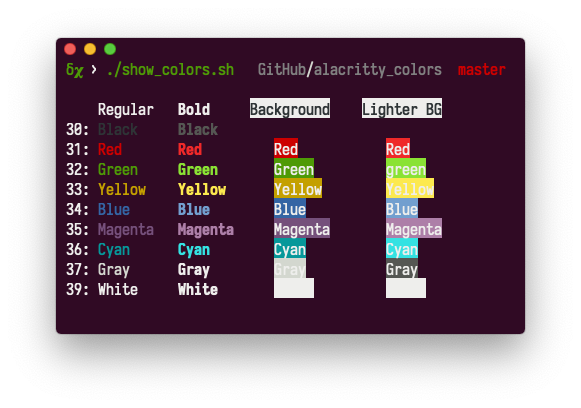 δχ › ./show_colors.sh GitHub/alacritty_colors master
Regular Bold Background Lighter BG
30: Black Black
31: Red Red Red Red
32: Green Green Green green
33: Yellow Yellow Yellow Yellow
34: Blue Blue Blue Blue
35: Magenta Magenta Magenta Magenta
36: Cyan Cyan Cyan Cyan
37: Gray Gray Gray Gray
39: White White